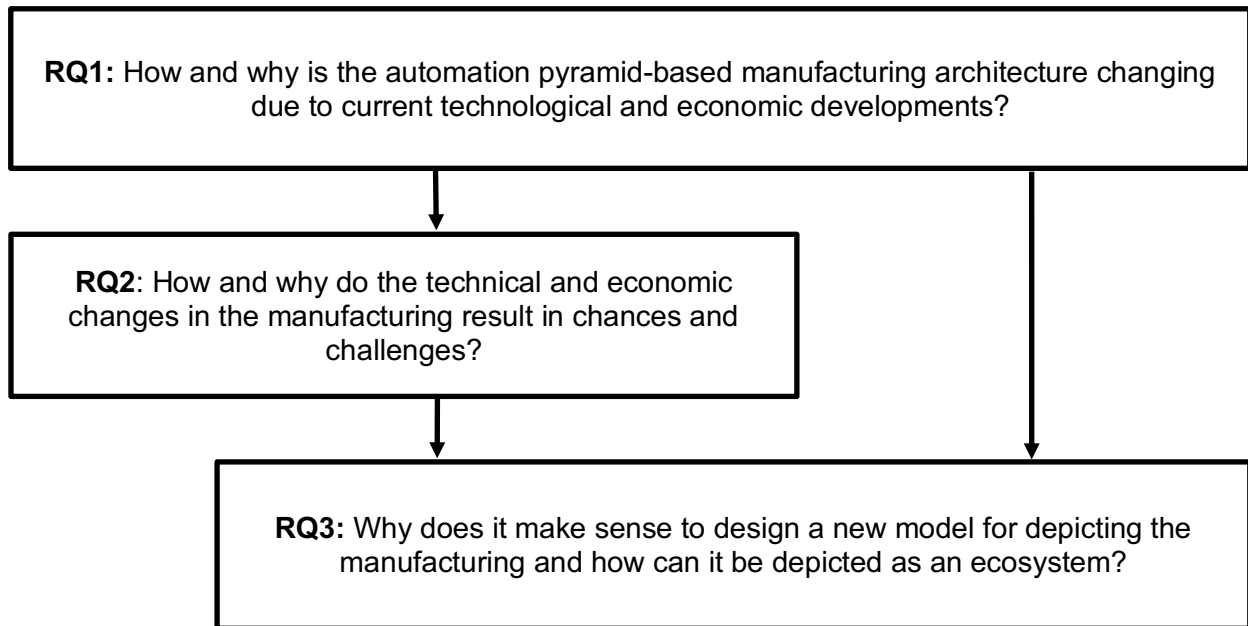 RQ1: How and why is the automation pyramid-based manufacturing architecture changing
due to current technological and economic developments?
RQ2: How and why do the technical and economic
changes in the manufacturing result in chances and
challenges?
RQ3: Why does it make sense to design a new model for depicting the
manufacturing and how can it be depicted as an ecosystem?